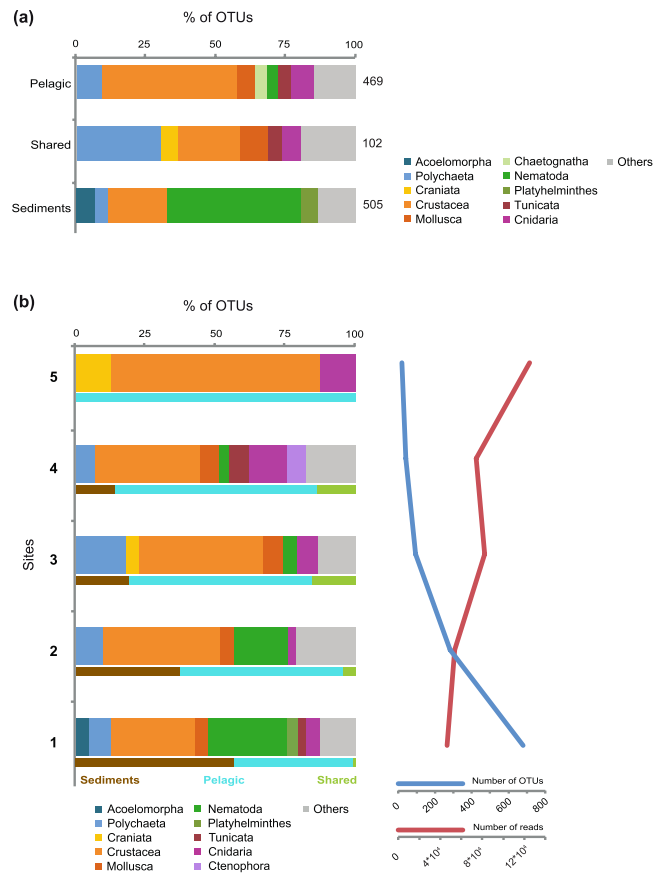 (a)
% of OTUs
0 25 50 75 100
Pelagic 469
Shared 102
Sediments 505
Acoelomorpha
Polychaeta
Craniata
Crustacea
Mollusca
Chaetognatha
Nematoda
Platyhelminthes
Tunicata
Cnidaria
Others
(b)
% of OTUs
0 25 50 75 100
Sites
5
4
3
2
1
Sediments Pelagic Shared
Acoelomorpha
Polychaeta
Craniata
Crustacea
Mollusca
Nematoda
Platyhelminthes
Tunicata
Cnidaria
Ctenophora
Others
Number of OTUs
0 200 400 600 800
Number of reads
0 4*10⁴ 8*10⁴ 12*10⁴